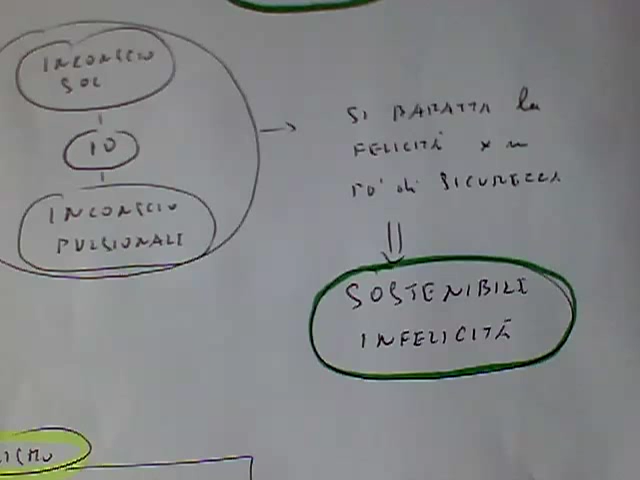 INCONSCIO
SOC
IO
INCONSCIO
PULSIONALE
SI BARATTA la
FELICITÀ x un
PO' di SICUREZZA
SOSTENIBILE
INFELICITÀ